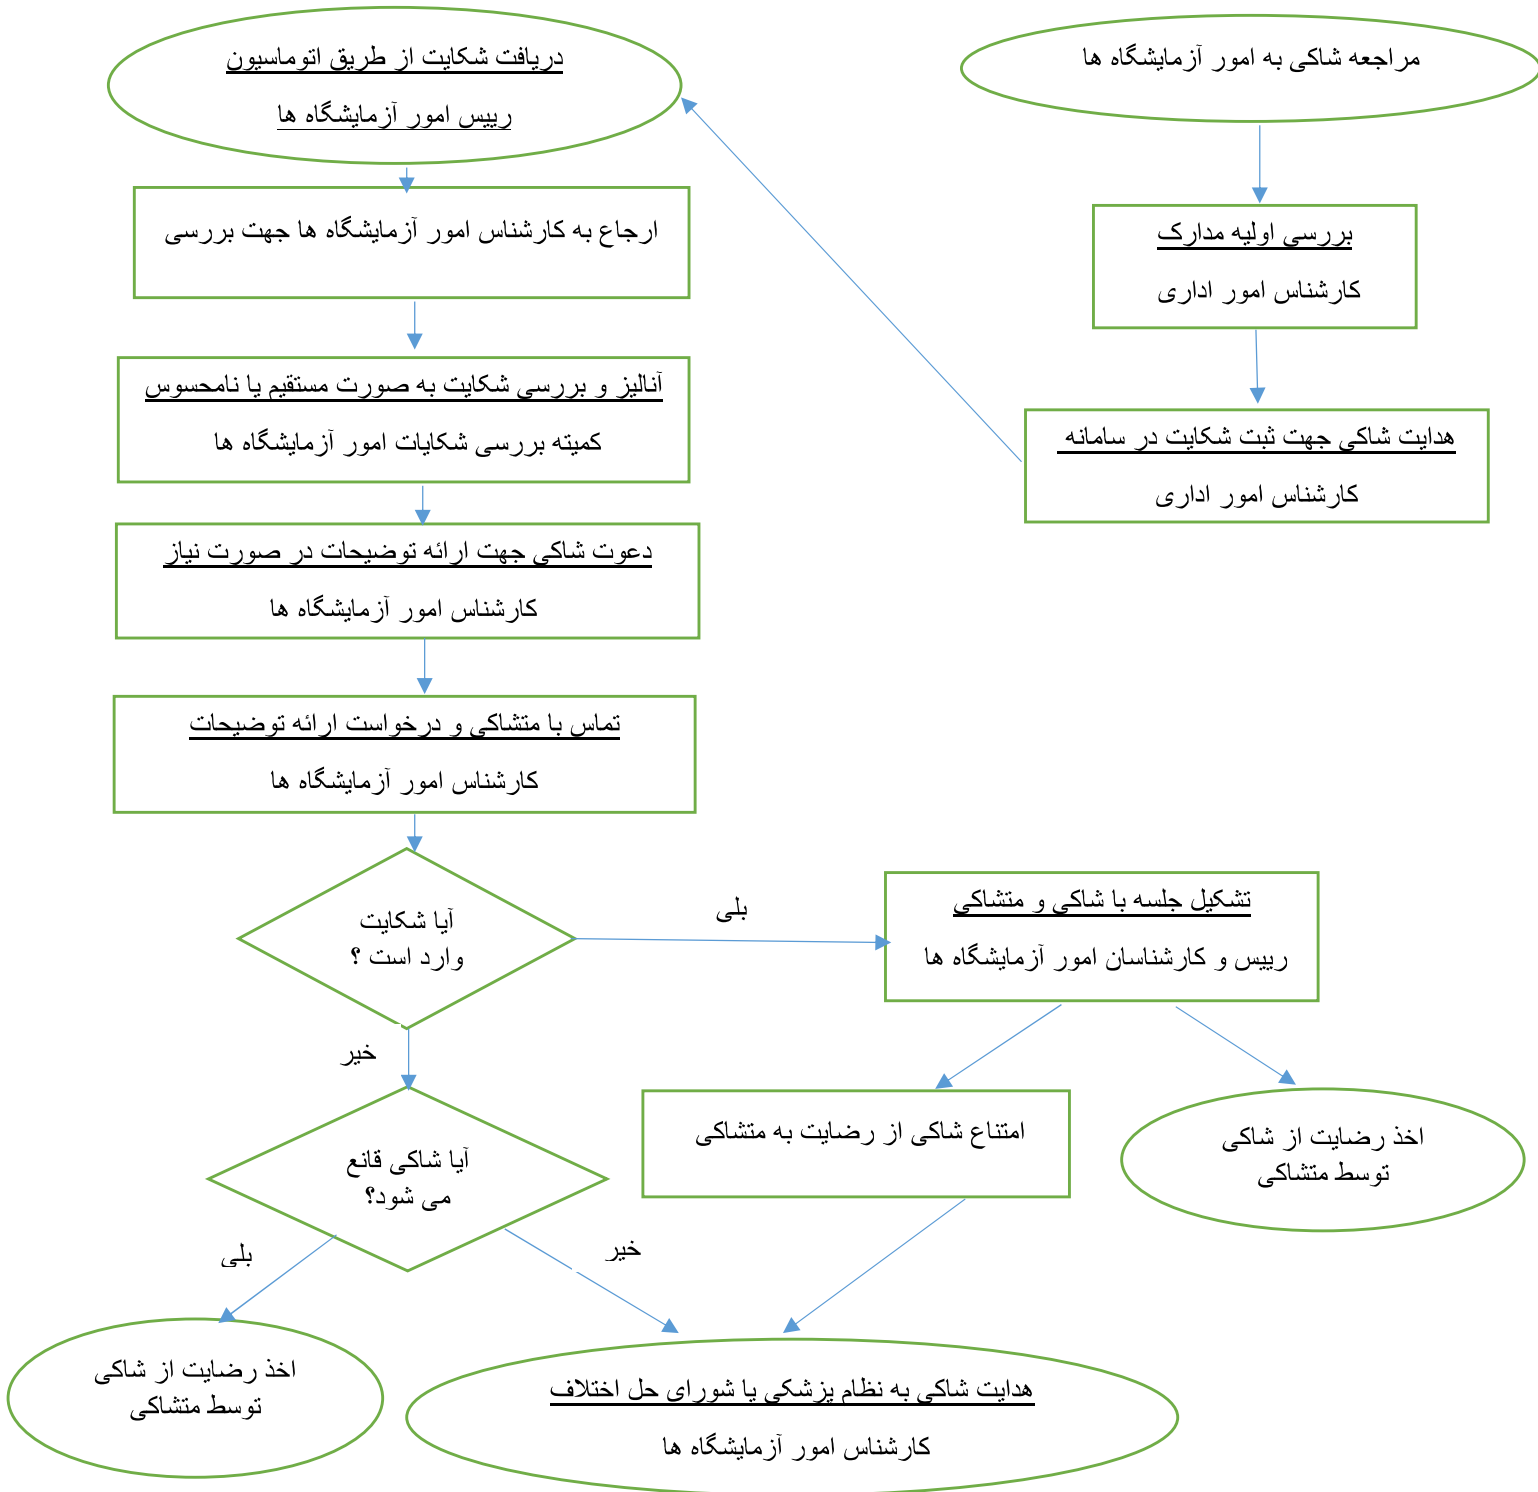 مراجعه شاکی به امور آزمایشگاه ها
بررسی اولیه مدارک
کارشناس امور اداری
هدایت شاکی جهت ثبت شکایت در سامانه
کارشناس امور اداری
دریافت شکایت از طریق اتوماسیون
رییس امور آزمایشگاه ها
ارجاع به کارشناس امور آزمایشگاه ها جهت بررسی
آنالیز و بررسی شکایت به صورت مستقیم یا نامحسوس
کمیته بررسی شکایات امور آزمایشگاه ها
دعوت شاکی جهت ارائه توضیحات در صورت نیاز
کارشناس امور آزمایشگاه ها
تماس با متشاکی و درخواست ارائه توضیحات
کارشناس امور آزمایشگاه ها
آیا شکایت
وارد است ؟
بلی
تشکیل جلسه با شاکی و متشاکی
رییس و کارشناسان امور آزمایشگاه ها
خیر
اخذ رضایت از شاکی
توسط متشاکی
امتناع شاکی از رضایت به متشاکی
آیا شاکی قانع
می شود؟
خیر
بلی
هدایت شاکی به نظام پزشکی یا شورای حل اختلاف
کارشناس امور آزمایشگاه ها
اخذ رضایت از شاکی
توسط متشاکی